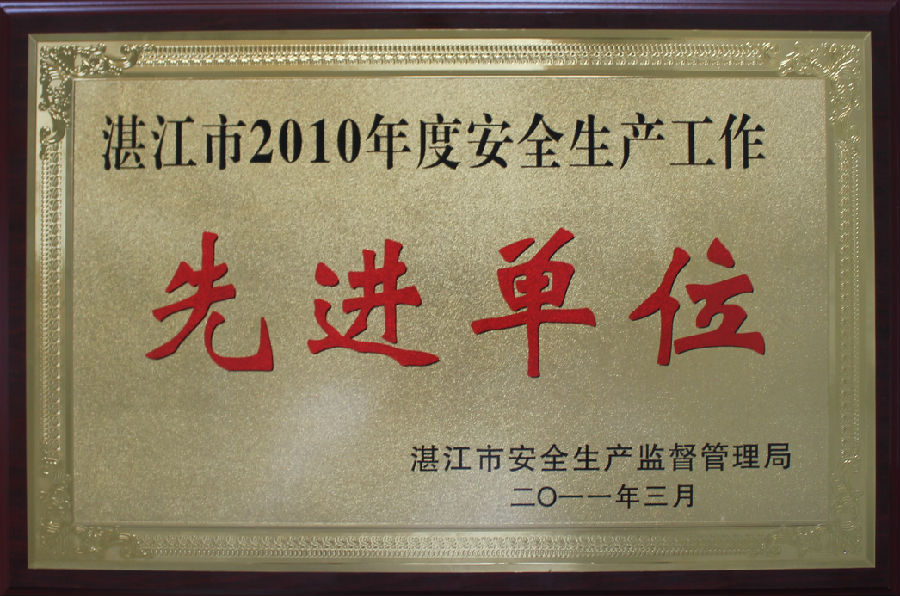 湛江市2010年度安全生产工作
先进单位
湛江市安全生产监督管理局
二〇一一年三月